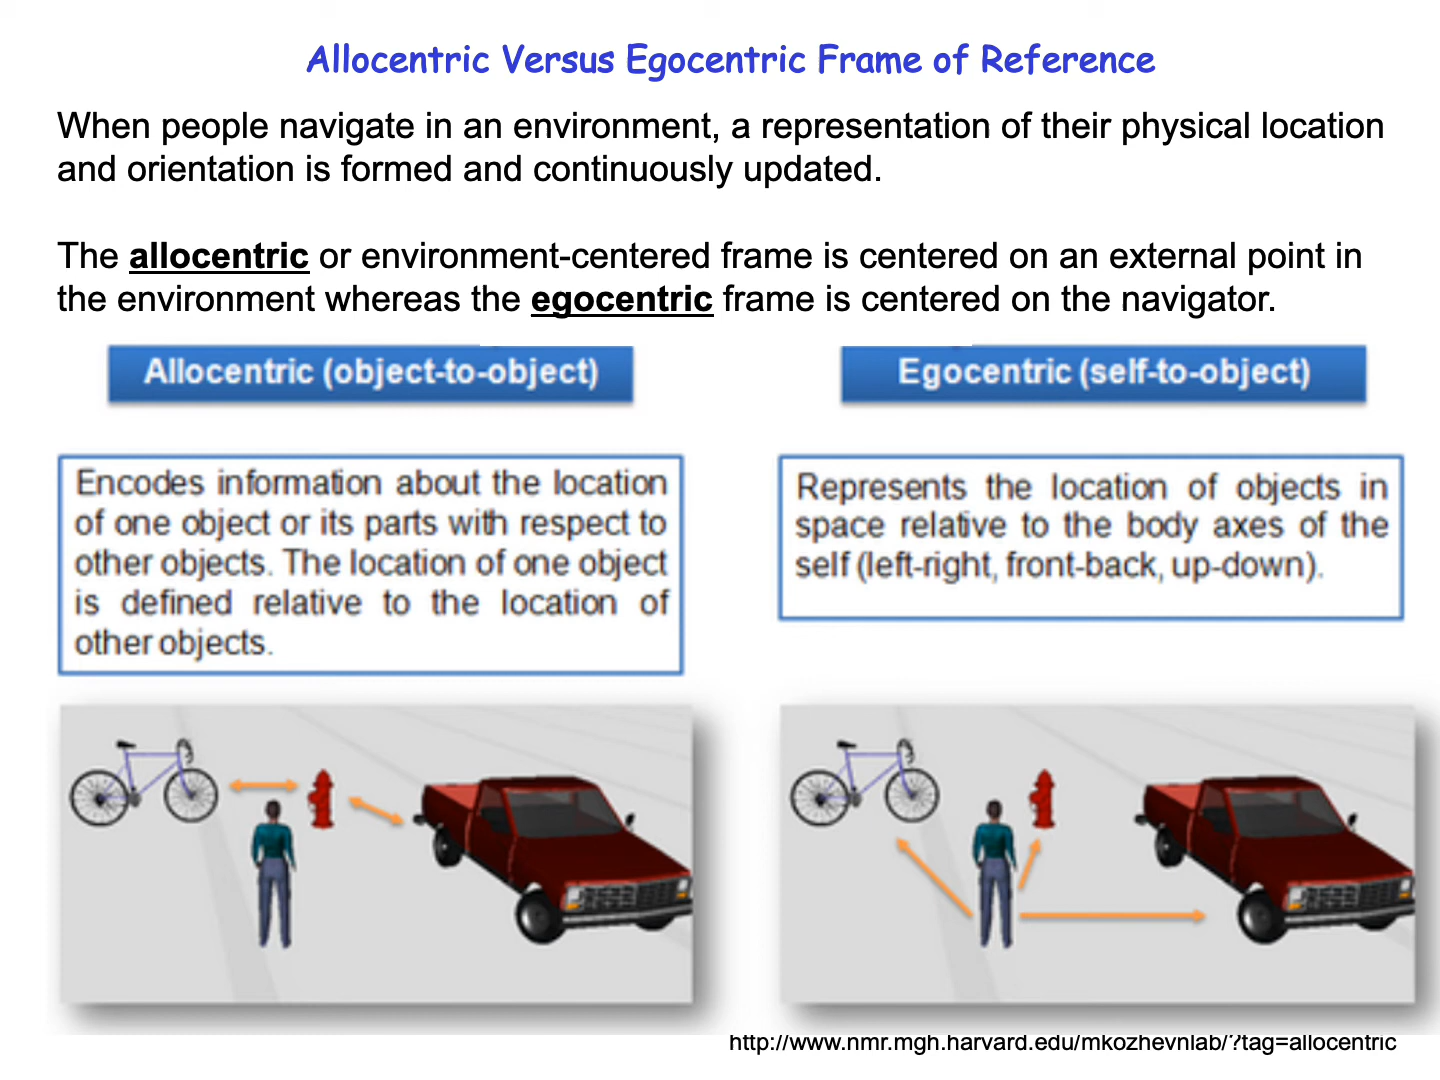 Allocentric Versus Egocentric Frame of Reference
When people navigate in an environment, a representation of their physical location
and orientation is formed and continuously updated.
The allocentric or environment-centered frame is centered on an external point in
the environment whereas the egocentric frame is centered on the navigator.
Allocentric (object-to-object)
Encodes information about the location
of one object or its parts with respect to
other objects. The location of one object
is defined relative to the location of
other objects.
Egocentric (self-to-object)
Represents the location of objects in
space relative to the body axes of the
self (left-right, front-back, up-down).
http://www.nmr.mgh.harvard.edu/mkozhevnlab/?tag=allocentric